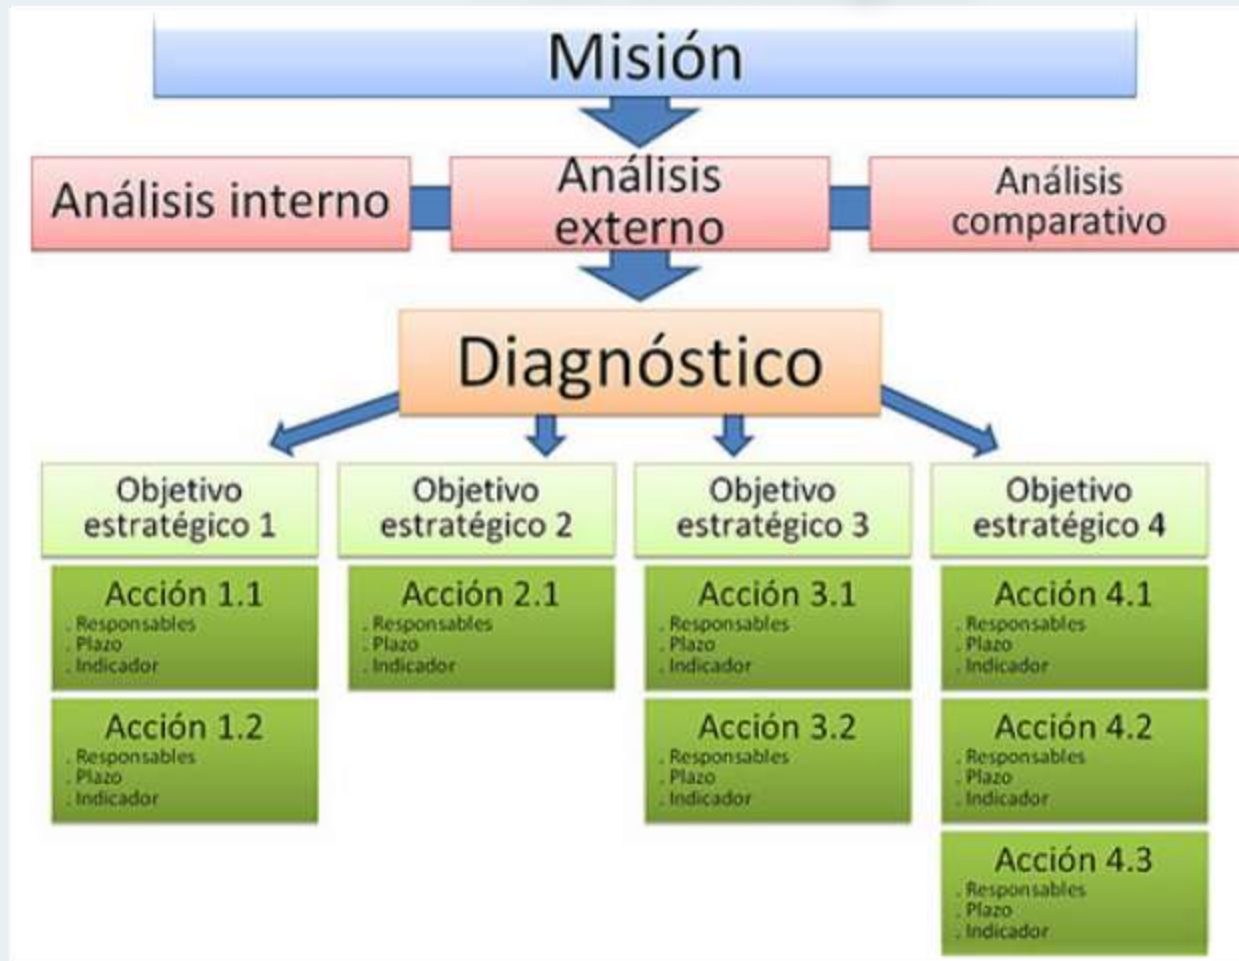 Misión
Análisis interno
Análisis
externo
Análisis
comparativo
Diagnóstico
Objetivo
estratégico 1
Objetivo
estratégico 2
Objetivo
estratégico 3
Objetivo
estratégico 4
Acción 1.1
. Responsables
. Plazo
. Indicador
Acción 2.1
. Responsables
. Plazo
. Indicador
Acción 3.1
. Responsables
. Plazo
. Indicador
Acción 4.1
. Responsables
. Plazo
. Indicador
Acción 1.2
. Responsables
. Plazo
. Indicador
Acción 3.2
. Responsables
. Plazo
. Indicador
Acción 4.2
. Responsables
. Plazo
. Indicador
Acción 4.3
. Responsables
. Plazo
. Indicador